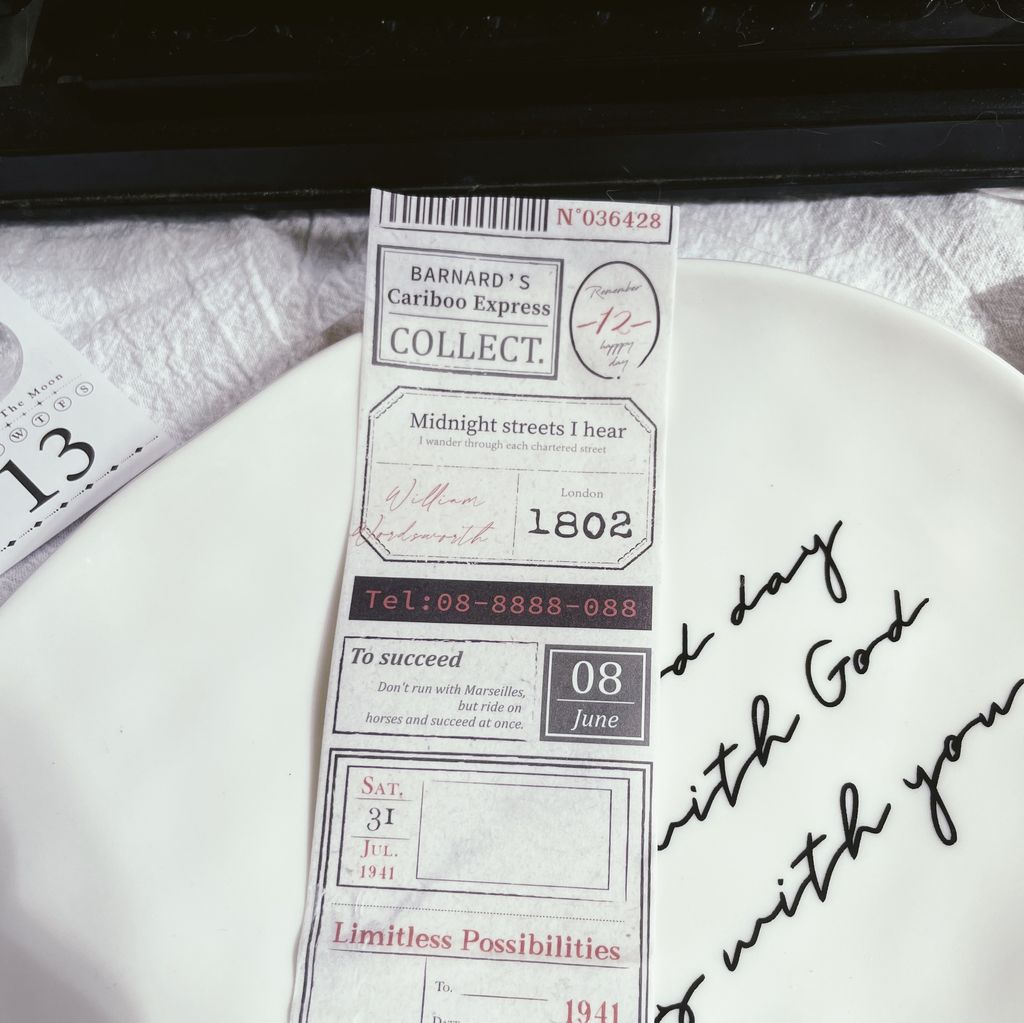 N°036428
BARNARD'S
Cariboo Express
COLLECT.
Remember
-12-
happy
day
Midnight streets I hear
I wander through each chartered street
William
Wordsworth
London
1802
Tel:08-8888-088
To succeed
Don't run with Marseilles,
but ride on
horses and succeed at once.
08
June
SAT.
31
JUL.
1941
Limitless Possibilities
To.
1941
The Moon
W T F S
13
d day
with God
with you